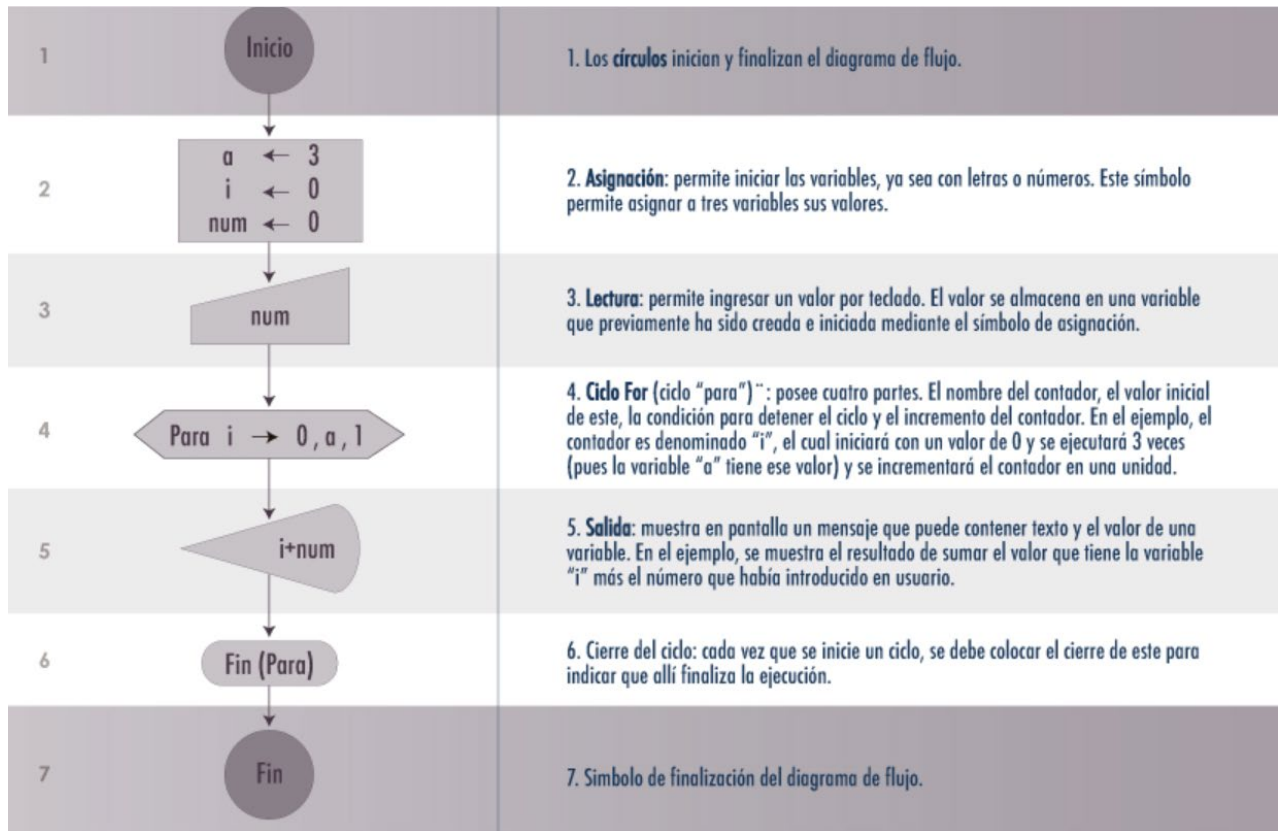 1
Inicio
1. Los círculos inician y finalizan el diagrama de flujo.
2
a ← 3
i ← 0
num ← 0
2. Asignación: permite iniciar las variables, ya sea con letras o números. Este símbolo
permite asignar a tres variables sus valores.
3
num
3. Lectura: permite ingresar un valor por teclado. El valor se almacena en una variable
que previamente ha sido creada e iniciada mediante el símbolo de asignación.
4
Para i → 0 , a , 1
4. Ciclo For (ciclo “para”)¨: posee cuatro partes. El nombre del contador, el valor inicial
de este, la condición para detener el ciclo y el incremento del contador. En el ejemplo, el
contador es denominado “i”, el cual iniciará con un valor de 0 y se ejecutará 3 veces
(pues la variable “a” tiene ese valor) y se incrementará el contador en una unidad.
5
i+num
5. Salida: muestra en pantalla un mensaje que puede contener texto y el valor de una
variable. En el ejemplo, se muestra el resultado de sumar el valor que tiene la variable
“i” más el número que había introducido en usuario.
6
Fin (Para)
6. Cierre del ciclo: cada vez que se inicie un ciclo, se debe colocar el cierre de este para
indicar que allí finaliza la ejecución.
7
Fin
7. Simbolo de finalización del diagrama de flujo.